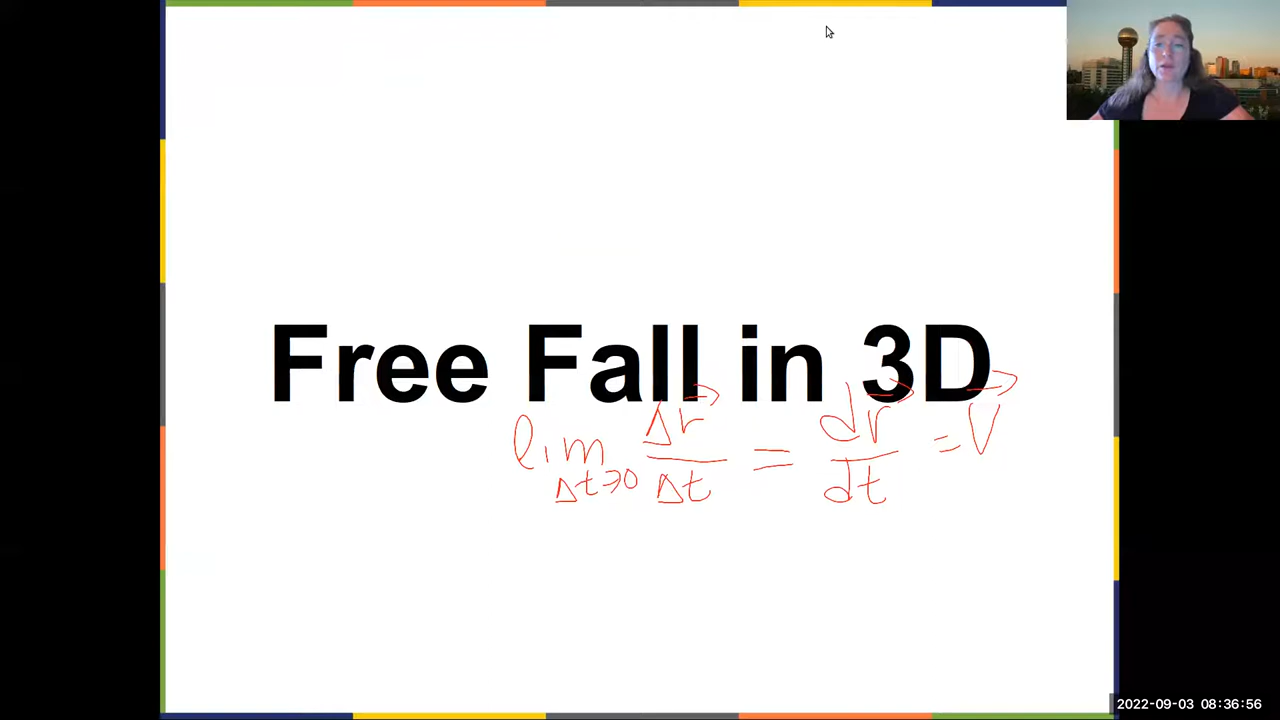 Free Fall in 3D
lim Δt→0 Δr⃗/Δt = dr⃗/dt = V⃗
2022-09-03 08:36:56